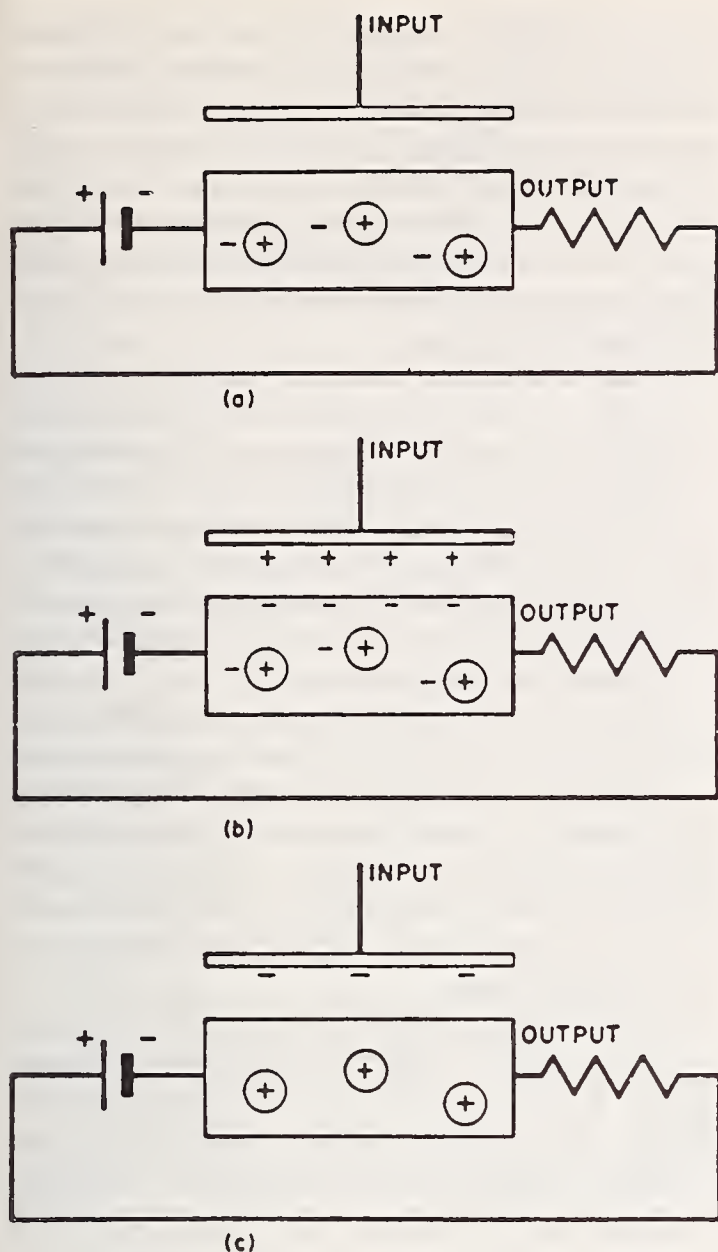 INPUT
+ -
OUTPUT
- + - + - +
(a)
INPUT
+ + + +
+ -
- - - -
OUTPUT
- + - + - +
(b)
INPUT
- - -
+ -
OUTPUT
+ + +
(c)